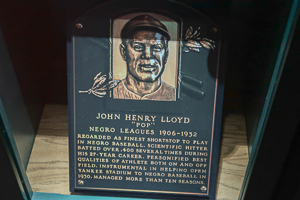 JOHN HENRY LLOYD
"POP"
NEGRO LEAGUES 1906-1932
REGARDED AS FINEST SHORTSTOP TO PLAY
IN NEGRO BASEBALL. SCIENTIFIC HITTER
BATTED OVER .400 SEVERAL TIMES DURING
HIS 27-YEAR CAREER. PERSONIFIED BEST
QUALITIES OF ATHLETE BOTH ON AND OFF
FIELD. INSTRUMENTAL IN HELPING OPEN
YANKEE STADIUM TO NEGRO BASEBALL IN
1930. MANAGED MORE THAN TEN SEASONS.